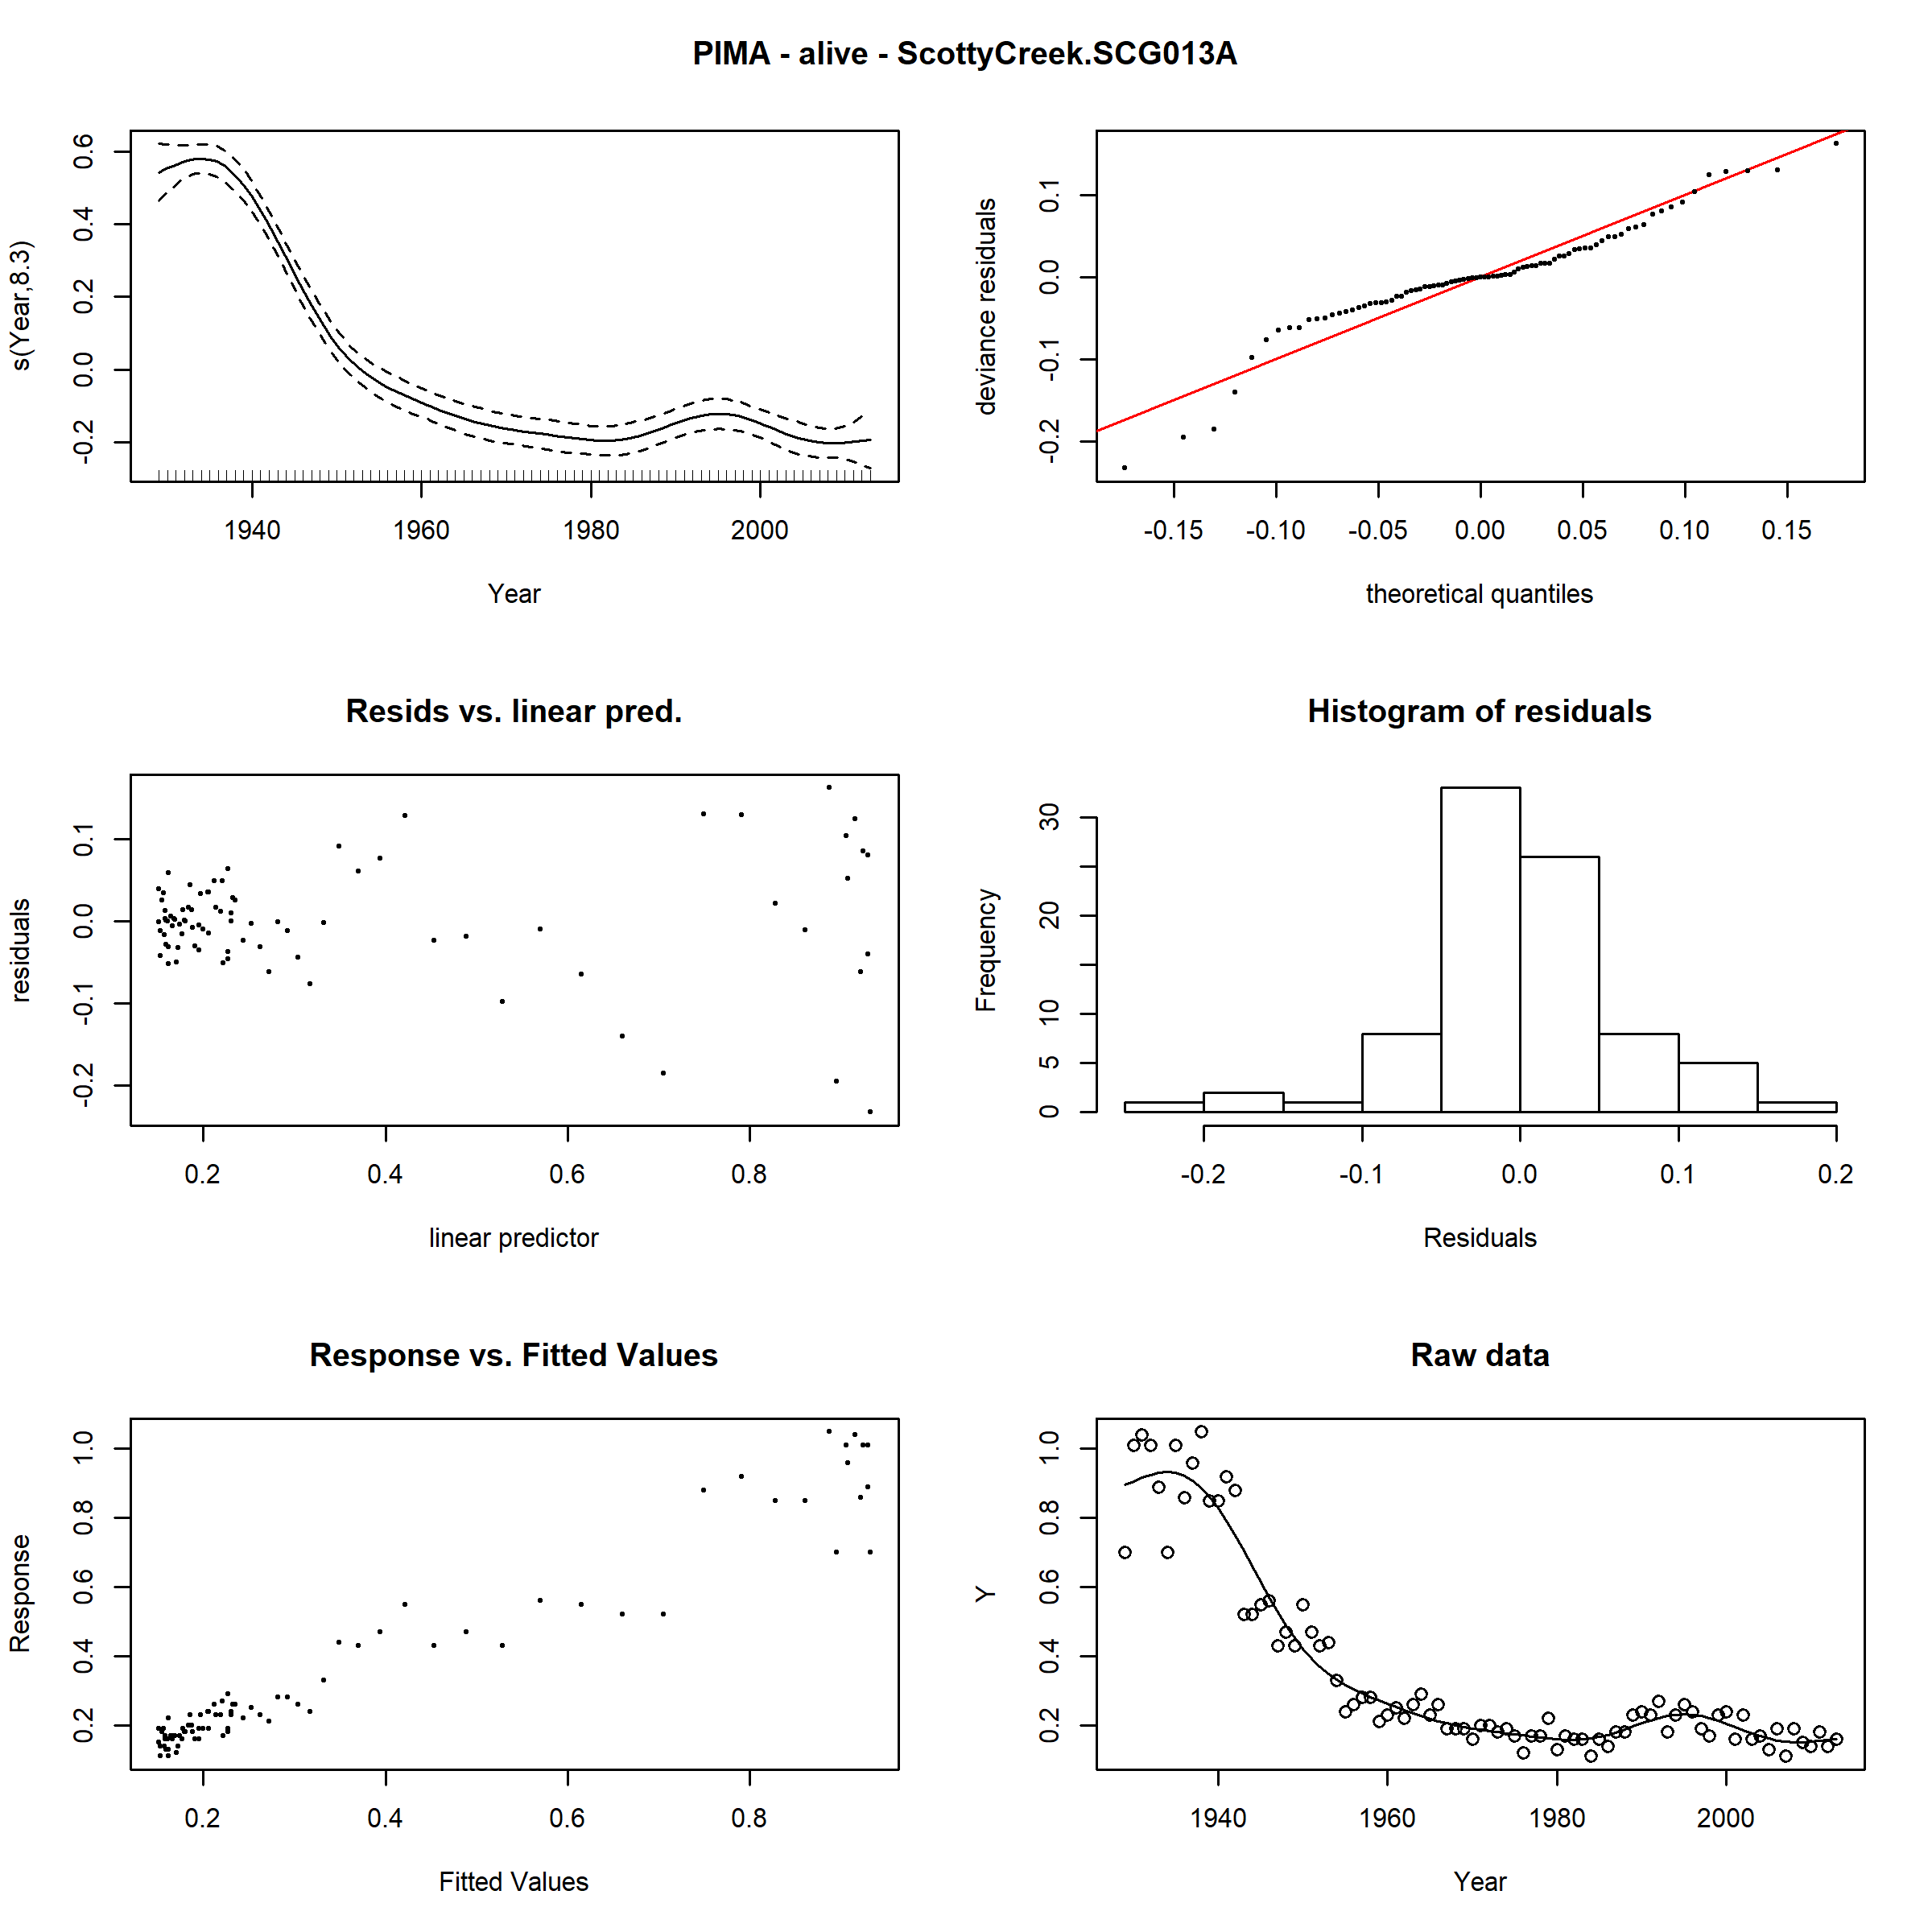 PIMA - alive - ScottyCreek.SCG013A
s(Year,8.3)
0.6
0.4
0.2
0.0
-0.2
1940 1960 1980 2000
Year
deviance residuals
0.1
0.0
-0.1
-0.2
-0.15 -0.10 -0.05 0.00 0.05 0.10 0.15
theoretical quantiles
Resids vs. linear pred.
residuals
0.1
0.0
-0.1
-0.2
0.2 0.4 0.6 0.8
linear predictor
Histogram of residuals
Frequency
30
20
10
5
0
-0.2 -0.1 0.0 0.1 0.2
Residuals
Response vs. Fitted Values
Response
1.0
0.8
0.6
0.4
0.2
0.2 0.4 0.6 0.8
Fitted Values
Raw data
Y
1.0
0.8
0.6
0.4
0.2
1940 1960 1980 2000
Year